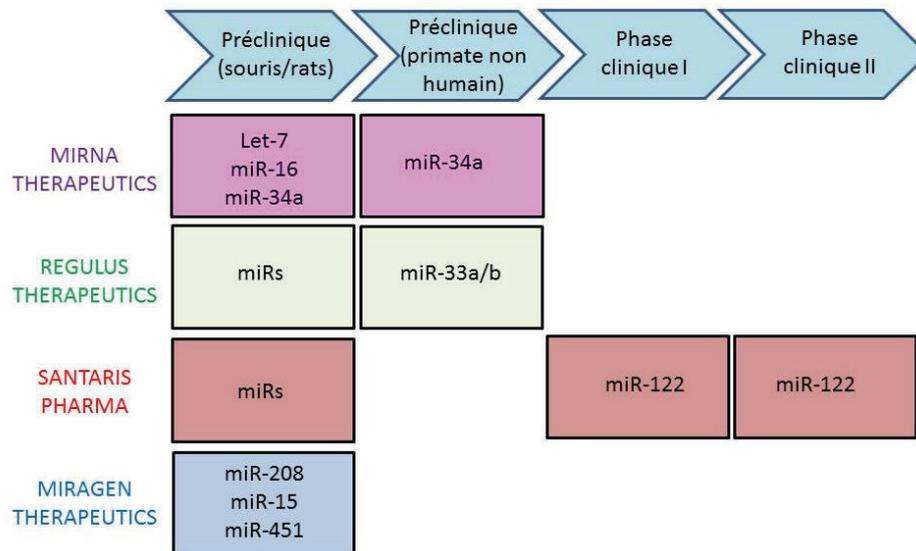 Préclinique
(souris/rats)
Préclinique
(primate non
humain)
Phase
clinique I
Phase
clinique II
MIRNA
THERAPEUTICS
Let-7
miR-16
miR-34a
miR-34a
REGULUS
THERAPEUTICS
miRs
miR-33a/b
SANTARIS
PHARMA
miRs
miR-122
miR-122
MIRAGEN
THERAPEUTICS
miR-208
miR-15
miR-451